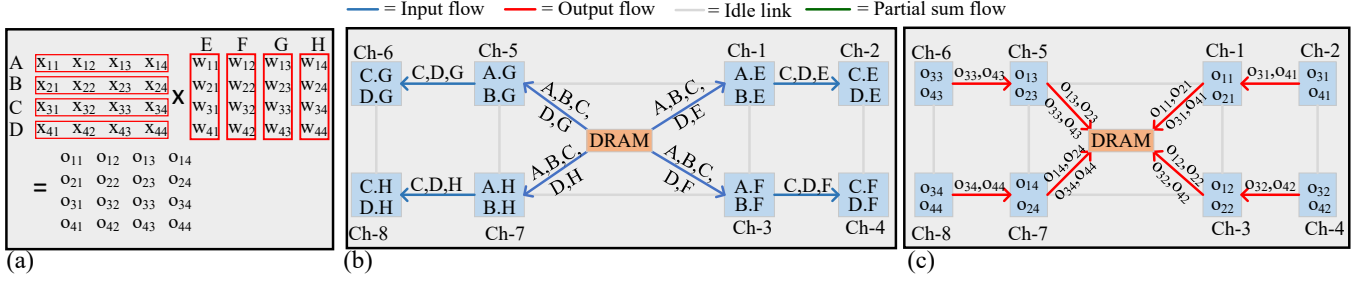 = Input flow = Output flow = Idle link = Partial sum flow
E F G H
A x₁₁ x₁₂ x₁₃ x₁₄ w₁₁ w₁₂ w₁₃ w₁₄
B x₂₁ x₂₂ x₂₃ x₂₄ X w₂₁ w₂₂ w₂₃ w₂₄
C x₃₁ x₃₂ x₃₃ x₃₄ w₃₁ w₃₂ w₃₃ w₃₄
D x₄₁ x₄₂ x₄₃ x₄₄ w₄₁ w₄₂ w₄₃ w₄₄
o₁₁ o₁₂ o₁₃ o₁₄
o₂₁ o₂₂ o₂₃ o₂₄
=
o₃₁ o₃₂ o₃₃ o₃₄
o₄₁ o₄₂ o₄₃ o₄₄
(a)
Ch-6 Ch-5 Ch-1 Ch-2
C.G C,D,G A.G A.E C,D,E C.E
D.G B.G B.E D.E
A,B,C, A,B,C,
D,G D,E
DRAM
A,B,C, A,B,C,
D,H D,F
C.H C,D,H A.H A.F C,D,F C.F
D.H B.H B.F D.F
Ch-8 Ch-7 Ch-3 Ch-4
(b)
Ch-6 Ch-5 Ch-1 Ch-2
o₃₃ o₃₃,o₄₃ o₁₃ o₁₁ o₃₁,o₄₁ o₃₁
o₄₃ o₂₃ o₂₁ o₄₁
o₁₃,o₂₃ o₁₁,o₂₁
o₃₃,o₄₃ o₃₁,o₄₁
DRAM
o₁₄,o₂₄ o₁₂,o₂₂
o₃₄,o₄₄ o₃₂,o₄₂
o₃₄ o₃₄,o₄₄ o₁₄ o₁₂ o₃₂,o₄₂ o₃₂
o₄₄ o₂₄ o₂₂ o₄₂
Ch-8 Ch-7 Ch-3 Ch-4
(c)